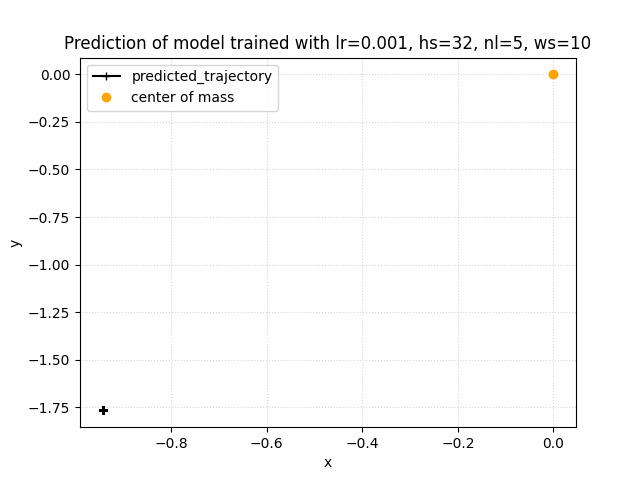 Prediction of model trained with lr=0.001, hs=32, nl=5, ws=10
predicted_trajectory
center of mass
0.00
−0.25
−0.50
−0.75
−1.00
−1.25
−1.50
−1.75
y
−0.8
−0.6
−0.4
−0.2
0.0
x